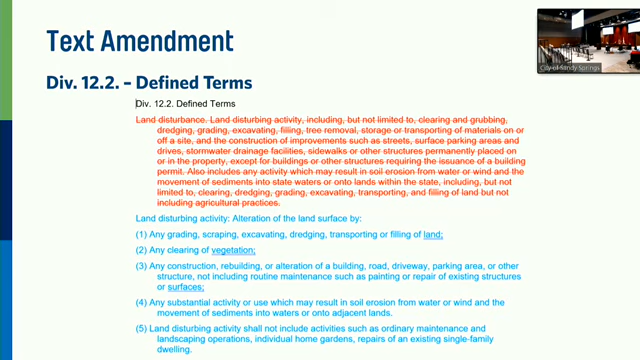 Text Amendment
City of Sandy Springs
Div. 12.2. – Defined Terms
Div. 12.2. Defined Terms
Land disturbance. Land disturbing activity, including, but not limited to, clearing and grubbing,
dredging, grading, excavating, filling, tree removal, storage or transporting of materials on or
off a site, and the construction of improvements such as streets, surface parking areas and
drives, stormwater drainage facilities, sidewalks or other structures permanently placed on
or in the property, except for buildings or other structures requiring the issuance of a building
permit. Also includes any activity which may result in soil erosion from water or wind and the
movement of sediments into state waters or onto lands within the state, including, but not
limited to, clearing, dredging, grading, excavating, transporting, and filling of land but not
including agricultural practices.
Land disturbing activity: Alteration of the land surface by:
(1) Any grading, scraping, excavating, dredging, transporting or filling of land;
(2) Any clearing of vegetation;
(3) Any construction, rebuilding, or alteration of a building, road, driveway, parking area, or other
structure, not including routine maintenance such as painting or repair of existing structures
or surfaces;
(4) Any substantial activity or use which may result in soil erosion from water or wind and the
movement of sediments into waters or onto adjacent lands.
(5) Land disturbing activity shall not include activities such as ordinary maintenance and
landscaping operations, individual home gardens, repairs of an existing single-family
dwelling.